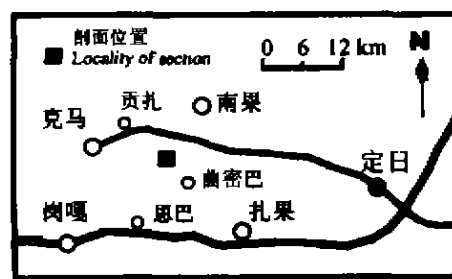 剖面位置
Locality of section
0 6 12 km
N
贡扎
南果
克马
定日
曲密巴
岗嘎
恩巴
扎果